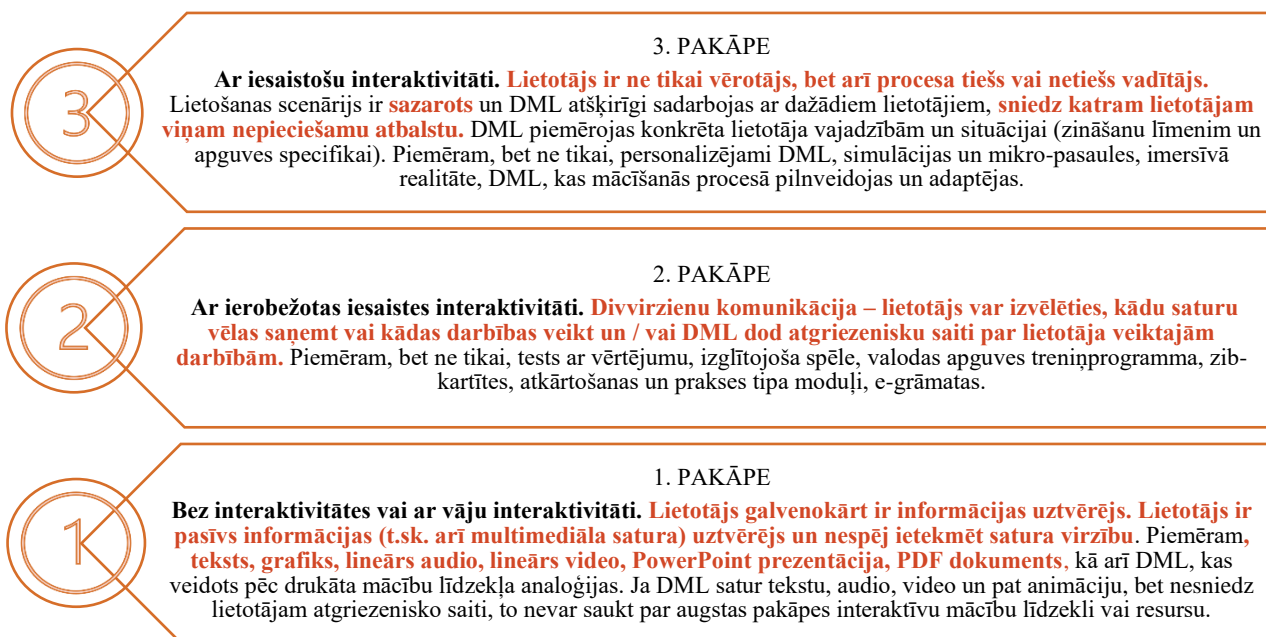 3
3. PAKĀPE
Ar iesaistošu interaktivitāti. Lietotājs ir ne tikai vērotājs, bet arī procesa tiešs vai netiešs vadītājs.
Lietošanas scenārijs ir sazarots un DML atšķirīgi sadarbojas ar dažādiem lietotājiem, sniedz katram lietotājam
viņam nepieciešamu atbalstu. DML piemērojas konkrēta lietotāja vajadzībām un situācijai (zināšanu līmenim un
apguves specifikai). Piemēram, bet ne tikai, personalizējami DML, simulācijas un mikro-pasaules, imersīvā
realitāte, DML, kas mācīšanās procesā pilnveidojas un adaptējas.
2
2. PAKĀPE
Ar ierobežotas iesaistes interaktivitāti. Divvirzienu komunikācija – lietotājs var izvēlēties, kādu saturu
vēlas saņemt vai kādas darbības veikt un / vai DML dod atgriezenisku saiti par lietotāja veiktajām
darbībām. Piemēram, bet ne tikai, tests ar vērtējumu, izglītojoša spēle, valodas apguves treniņprogramma, zib-
kartītes, atkārtošanas un prakses tipa moduļi, e-grāmatas.
1
1. PAKĀPE
Bez interaktivitātes vai ar vāju interaktivitāti. Lietotājs galvenokārt ir informācijas uztvērējs. Lietotājs ir
pasīvs informācijas (t.sk. arī multimediāla satura) uztvērējs un nespēj ietekmēt satura virzību. Piemēram,
teksts, grafiks, lineārs audio, lineārs video, PowerPoint prezentācija, PDF dokuments, kā arī DML, kas
veidots pēc drukāta mācību līdzekļa analoģijas. Ja DML satur tekstu, audio, video un pat animāciju, bet nesniedz
lietotājam atgriezenisko saiti, to nevar saukt par augstas pakāpes interaktīvu mācību līdzekli vai resursu.